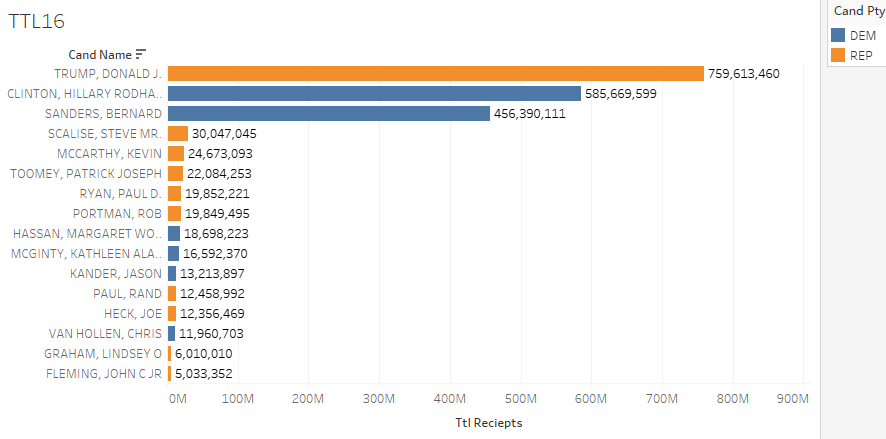 TTL16
Cand Name
TRUMP, DONALD J. 759,613,460
CLINTON, HILLARY RODHA.. 585,669,599
SANDERS, BERNARD 456,390,111
SCALISE, STEVE MR. 30,047,045
MCCARTHY, KEVIN 24,673,093
TOOMEY, PATRICK JOSEPH 22,084,253
RYAN, PAUL D. 19,852,221
PORTMAN, ROB 19,849,495
HASSAN, MARGARET WO.. 18,698,223
MCGINTY, KATHLEEN ALA.. 16,592,370
KANDER, JASON 13,213,897
PAUL, RAND 12,458,992
HECK, JOE 12,356,469
VAN HOLLEN, CHRIS 11,960,703
GRAHAM, LINDSEY O 6,010,010
FLEMING, JOHN C JR 5,033,352
0M 100M 200M 300M 400M 500M 600M 700M 800M 900M
Ttl Reciepts
Cand Pty
DEM
REP